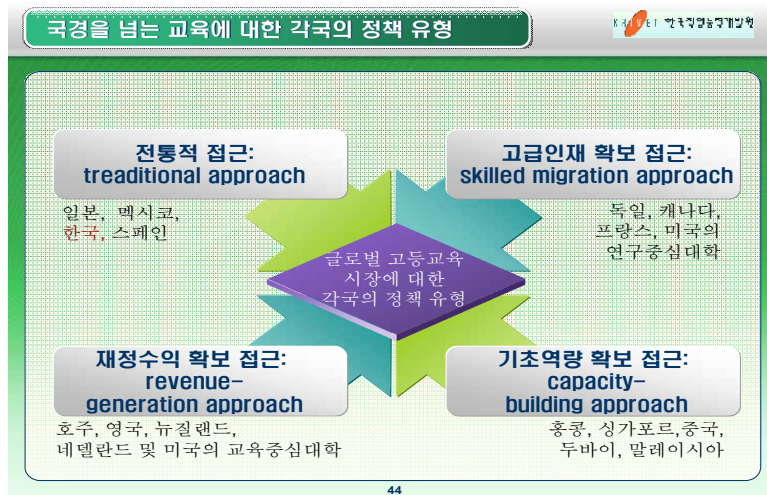 국경을 넘는 교육에 대한 각국의 정책 유형
KRIVET 한국직업능력개발원
전통적 접근:
treaditional approach
일본, 멕시코,
한국, 스페인
고급인재 확보 접근:
skilled migration approach
독일, 캐나다,
프랑스, 미국의
연구중심대학
글로벌 고등교육
시장에 대한
각국의 정책 유형
재정수익 확보 접근:
revenue-
generation approach
호주, 영국, 뉴질랜드,
네델란드 및 미국의 교육중심대학
기초역량 확보 접근:
capacity-
building approach
홍콩, 싱가포르,중국,
두바이, 말레이시아
44